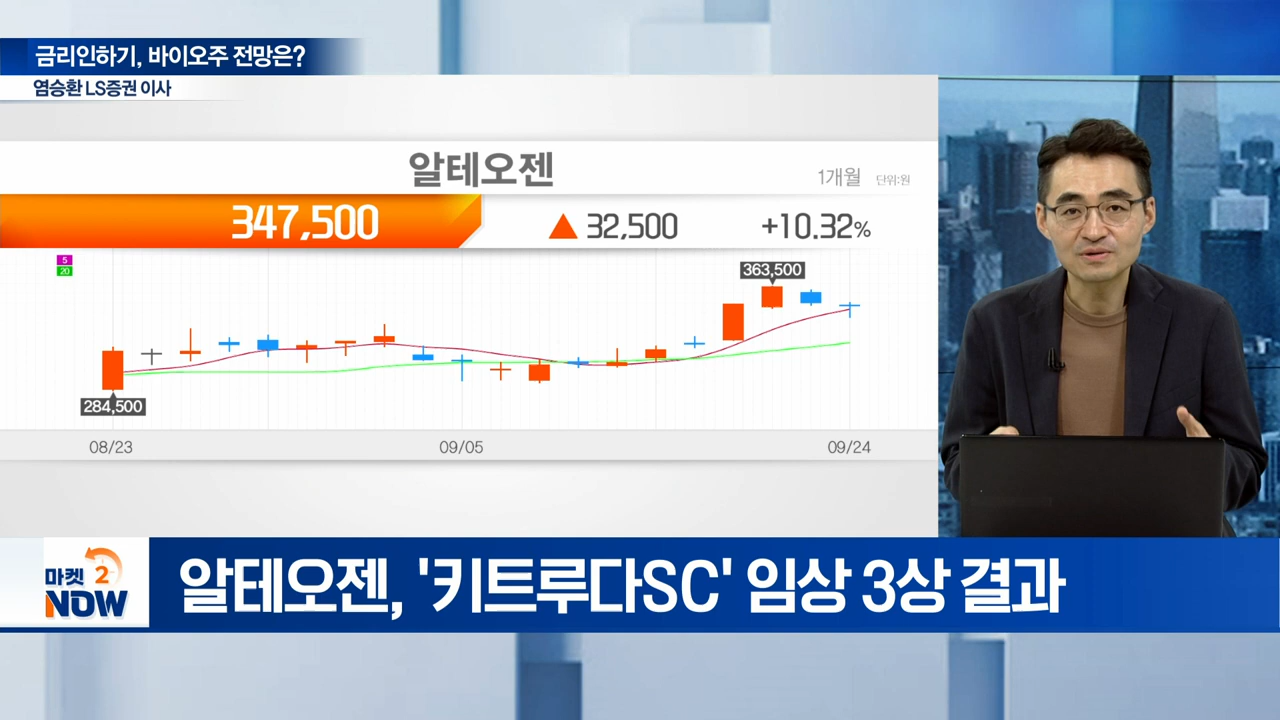 금리인하기, 바이오주 전망은?
염승환 LS증권 이사
알테오젠
1개월 단위:원
347,500 ▲ 32,500 +10.32%
5
20
363,500
284,500
08/23 09/05 09/24
마켓 2
NOW
알테오젠, '키트루다SC' 임상 3상 결과